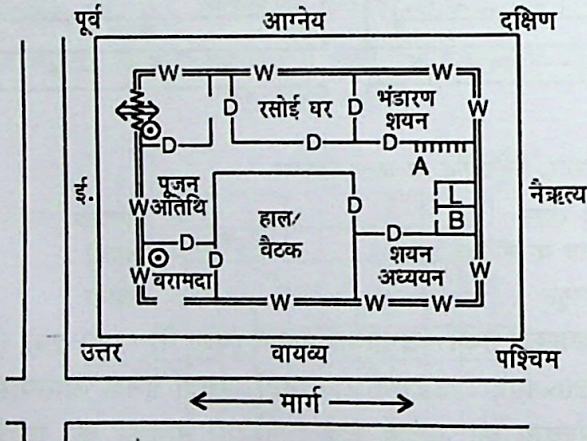 पूर्व आग्नेय दक्षिण
W W W
D रसोई घर D भंडारण
शयन
W
D D D
A
ई.
पूजन
अतिथि
W
हाल/
वैठक
D
L
B
नैऋत्य
D D
D
वरामदा
W
शयन
अध्ययन
W
W W W
उत्तर वायव्य पश्चिम
मार्ग